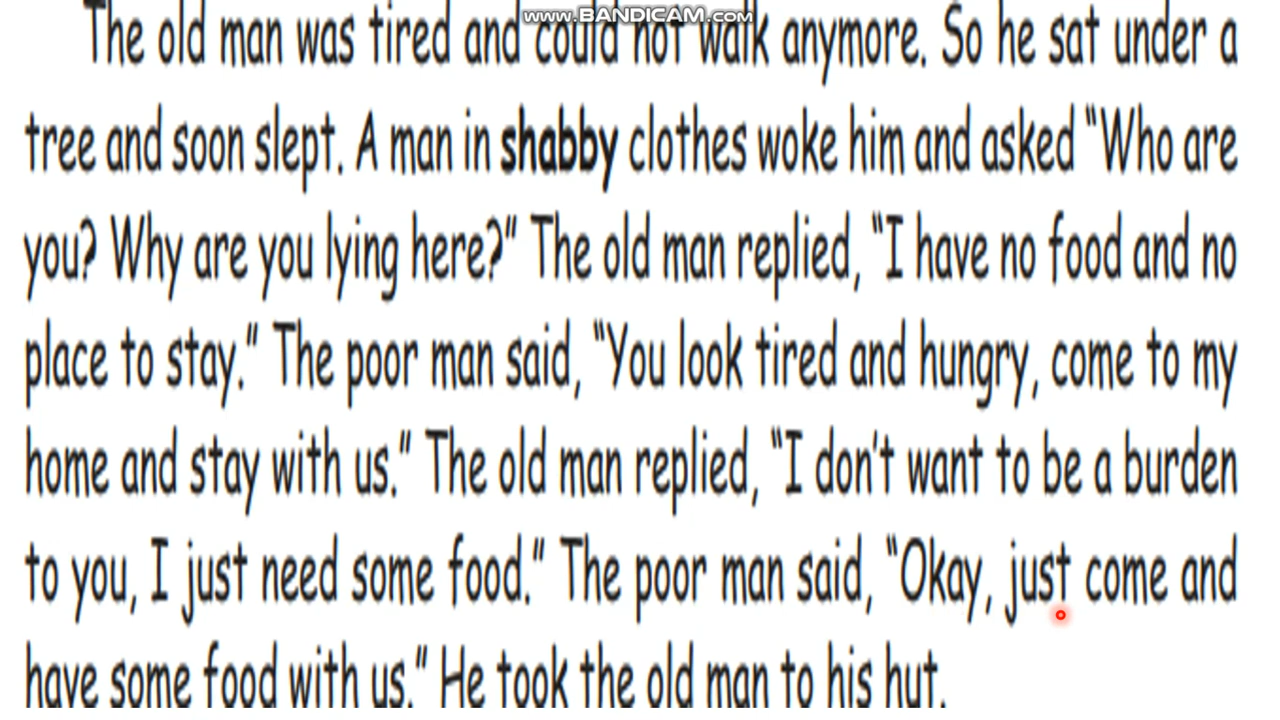 www.BANDICAM.com
The old man was tired and could not walk anymore. So he sat under a
tree and soon slept. A man in shabby clothes woke him and asked "Who are
you? Why are you lying here?" The old man replied, "I have no food and no
place to stay." The poor man said, "You look tired and hungry, come to my
home and stay with us." The old man replied, "I don't want to be a burden
to you, I just need some food." The poor man said, "Okay, just come and
have some food with us." He took the old man to his hut.